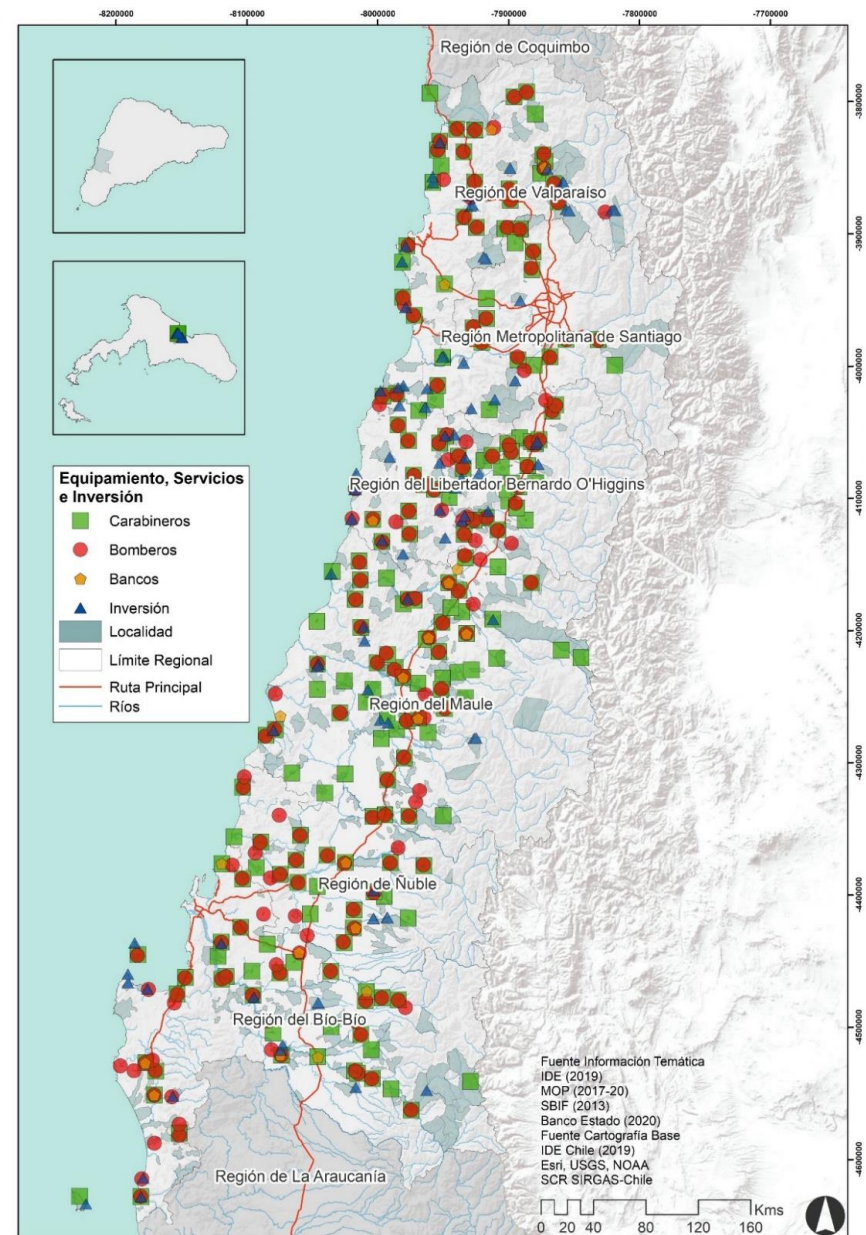 -8200000 -8100000 -8000000 -7900000 -7800000 -7700000
Región de Coquimbo
-3800000
Región de Valparaíso
-3900000
Región Metropolitana de Santiago
-4000000
Región del Libertador Bernardo O'Higgins
-4100000
Equipamiento, Servicios
e Inversión
Carabineros
Bomberos
Bancos
Inversión
Localidad
Límite Regional
Ruta Principal
Ríos
-4200000
Región del Maule
-4300000
Región de Ñuble
-4400000
Región del Bío-Bío
-4500000
Región de La Araucanía
-4600000
Fuente Información Temática
IDE (2019)
MOP (2017-20)
SBIF (2013)
Banco Estado (2020)
Fuente Cartografía Base
IDE Chile (2019)
Esri, USGS, NOAA
SCR SIRGAS-Chile
Kms
0 20 40 80 120 160